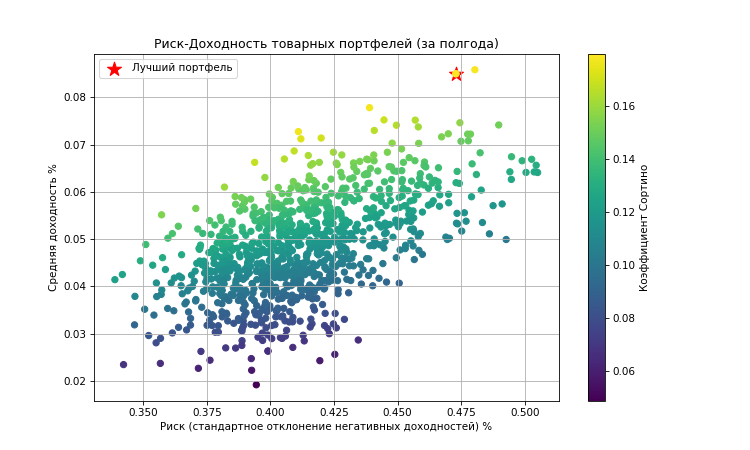 Риск-Доходность товарных портфелей (за полгода)
Лучший портфель
Средняя доходность %
0.08
0.07
0.06
0.05
0.04
0.03
0.02
0.350 0.375 0.400 0.425 0.450 0.475 0.500
Риск (стандартное отклонение негативных доходностей) %
0.16
0.14
0.12
0.10
0.08
0.06
Коэффициент Сортино